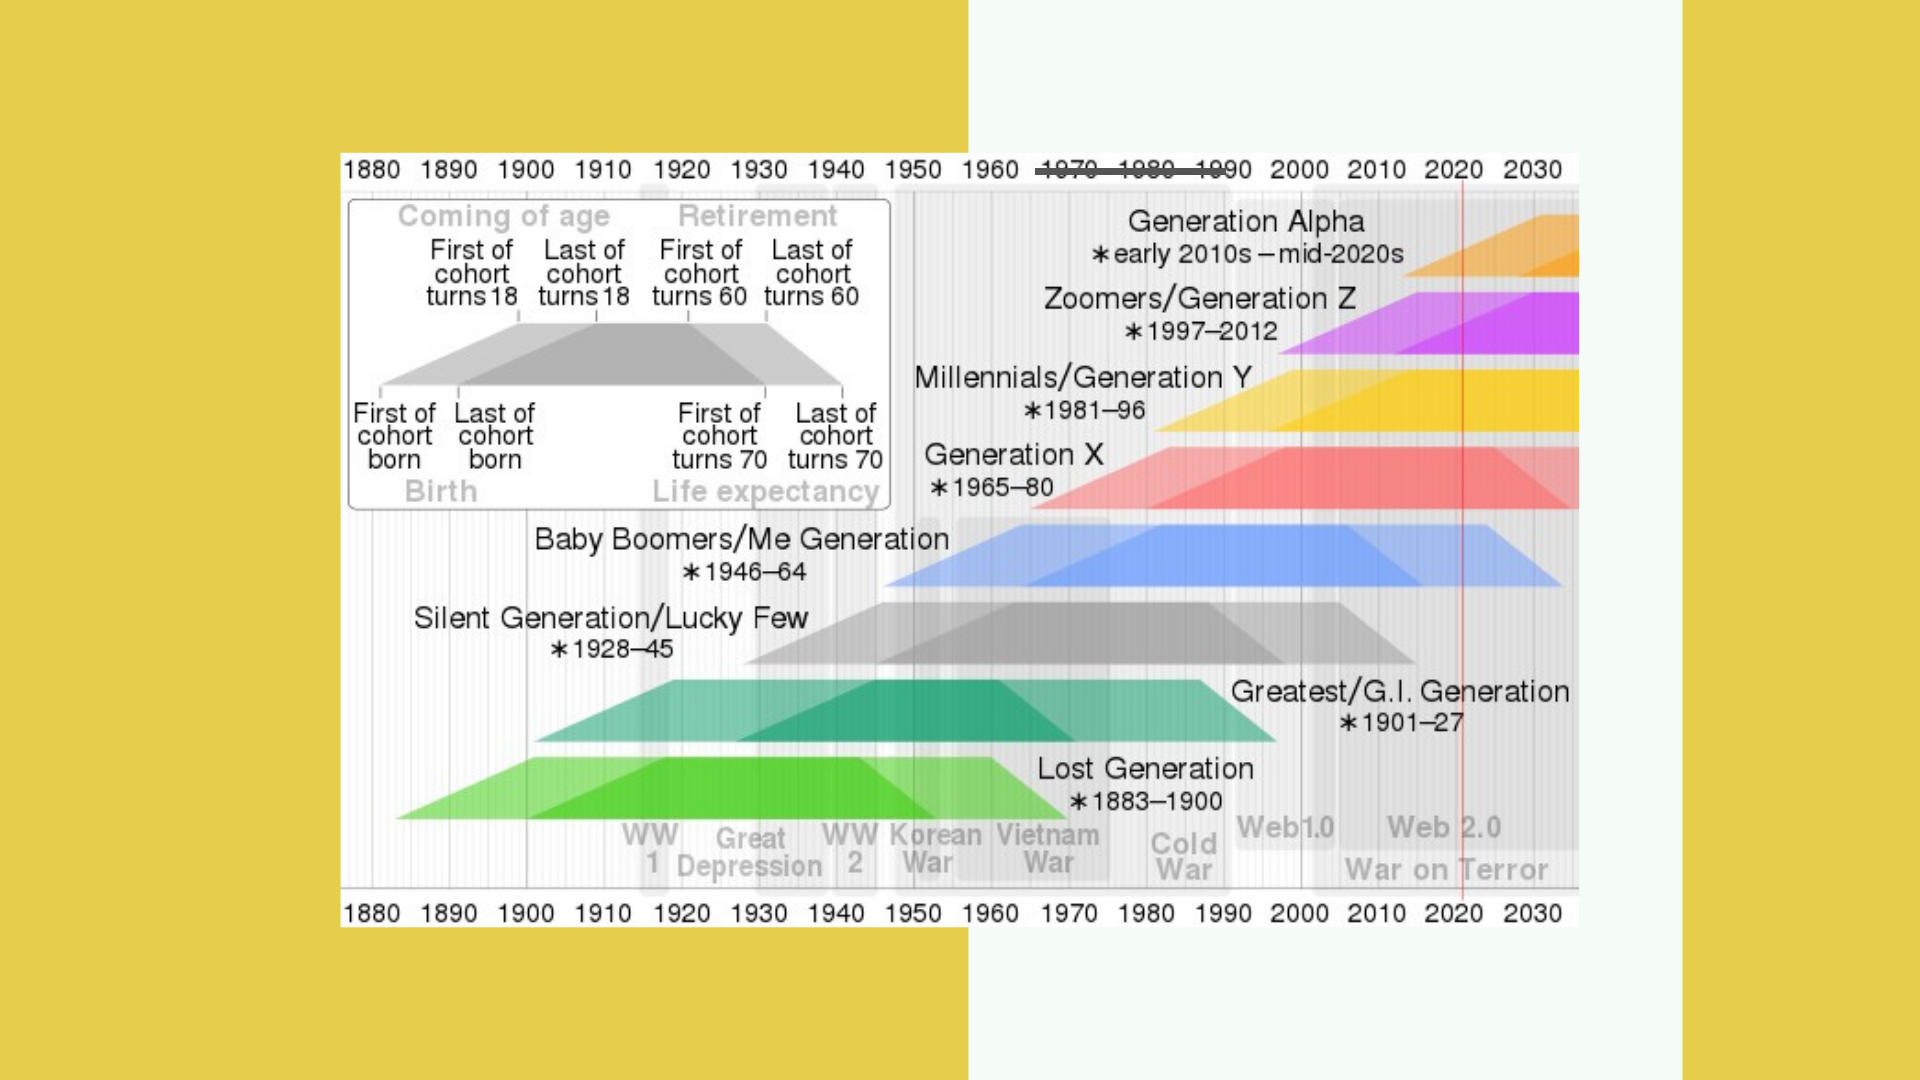 1880 1890 1900 1910 1920 1930 1940 1950 1960 1970 1980 1990 2000 2010 2020 2030
Coming of age Retirement
First of Last of First of Last of
cohort cohort cohort cohort
turns 18 turns 18 turns 60 turns 60
First of Last of First of Last of
cohort cohort cohort cohort
born born turns 70 turns 70
Birth Life expectancy
Generation Alpha
*early 2010s – mid-2020s
Zoomers/Generation Z
*1997–2012
Millennials/Generation Y
*1981–96
Generation X
*1965–80
Baby Boomers/Me Generation
*1946–64
Silent Generation/Lucky Few
*1928–45
Greatest/G.I. Generation
*1901–27
Lost Generation
*1883–1900
WW Great WW Korean Vietnam Cold Web1.0 Web 2.0
1 Depression 2 War War War War on Terror
1880 1890 1900 1910 1920 1930 1940 1950 1960 1970 1980 1990 2000 2010 2020 2030